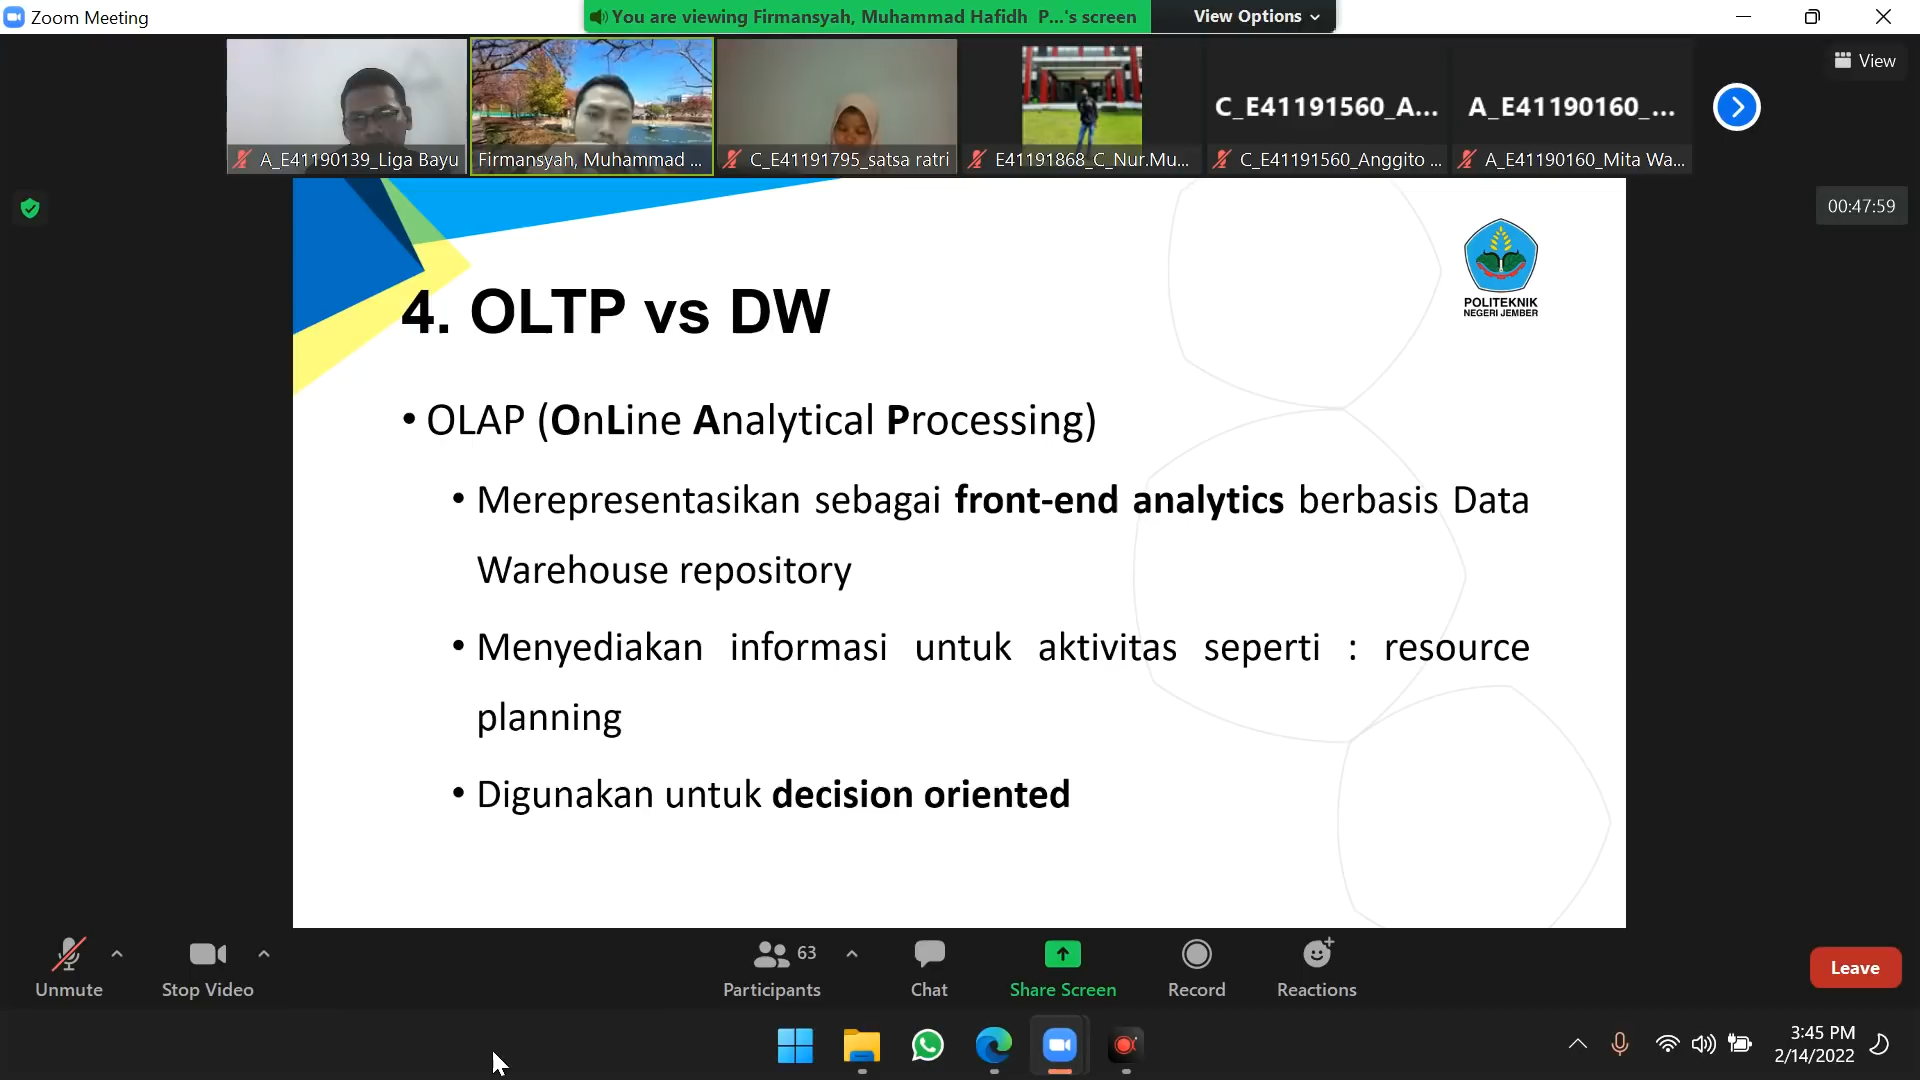 Zoom Meeting
You are viewing Firmansyah, Muhammad Hafidh P...'s screen
View Options
View
A_E41190139_Liga Bayu
Firmansyah, Muhammad ...
C_E41191795_satsa ratri
E41191868_C_Nur.Mu...
C_E41191560_A...
C_E41191560_Anggito ...
A_E41190160_...
A_E41190160_Mita Wa...
00:47:59
POLITEKNIK
NEGERI JEMBER
4. OLTP vs DW
• OLAP (OnLine Analytical Processing)
• Merepresentasikan sebagai front-end analytics berbasis Data
Warehouse repository
• Menyediakan informasi untuk aktivitas seperti : resource
planning
• Digunakan untuk decision oriented
Unmute
Stop Video
63
Participants
Chat
Share Screen
Record
Reactions
Leave
3:45 PM
2/14/2022